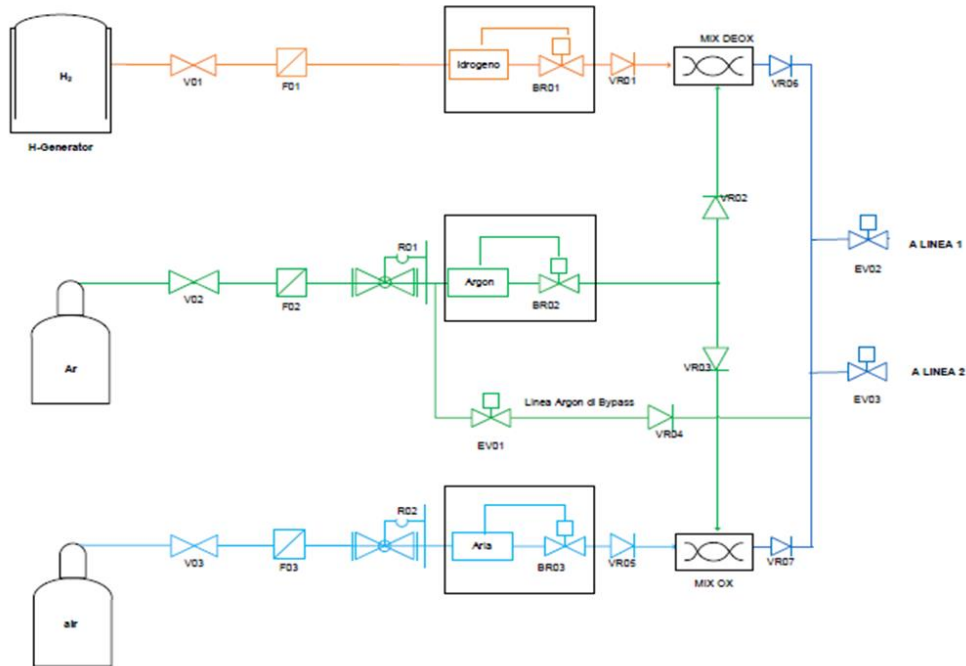 MIX DEOX
H₂
V01
F01
Idrogeno
BR01
VR01
VR06
H-Generator
VR02
R01
A LINEA 1
Argon
EV02
V02
F02
BR02
Ar
VR03
A LINEA 2
EV03
Linea Argon di Bypass
EV01
VR04
R02
Aria
V03
F03
BR03
VR05
VR07
MIX OX
air